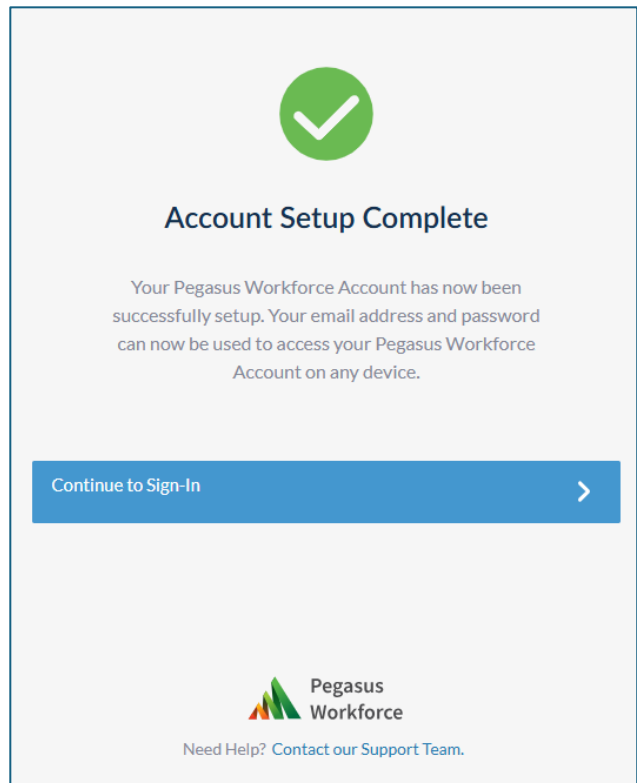 Account Setup Complete
Your Pegasus Workforce Account has now been
successfully setup. Your email address and password
can now be used to access your Pegasus Workforce
Account on any device.
Continue to Sign-In
Pegasus
Workforce
Need Help? Contact our Support Team.